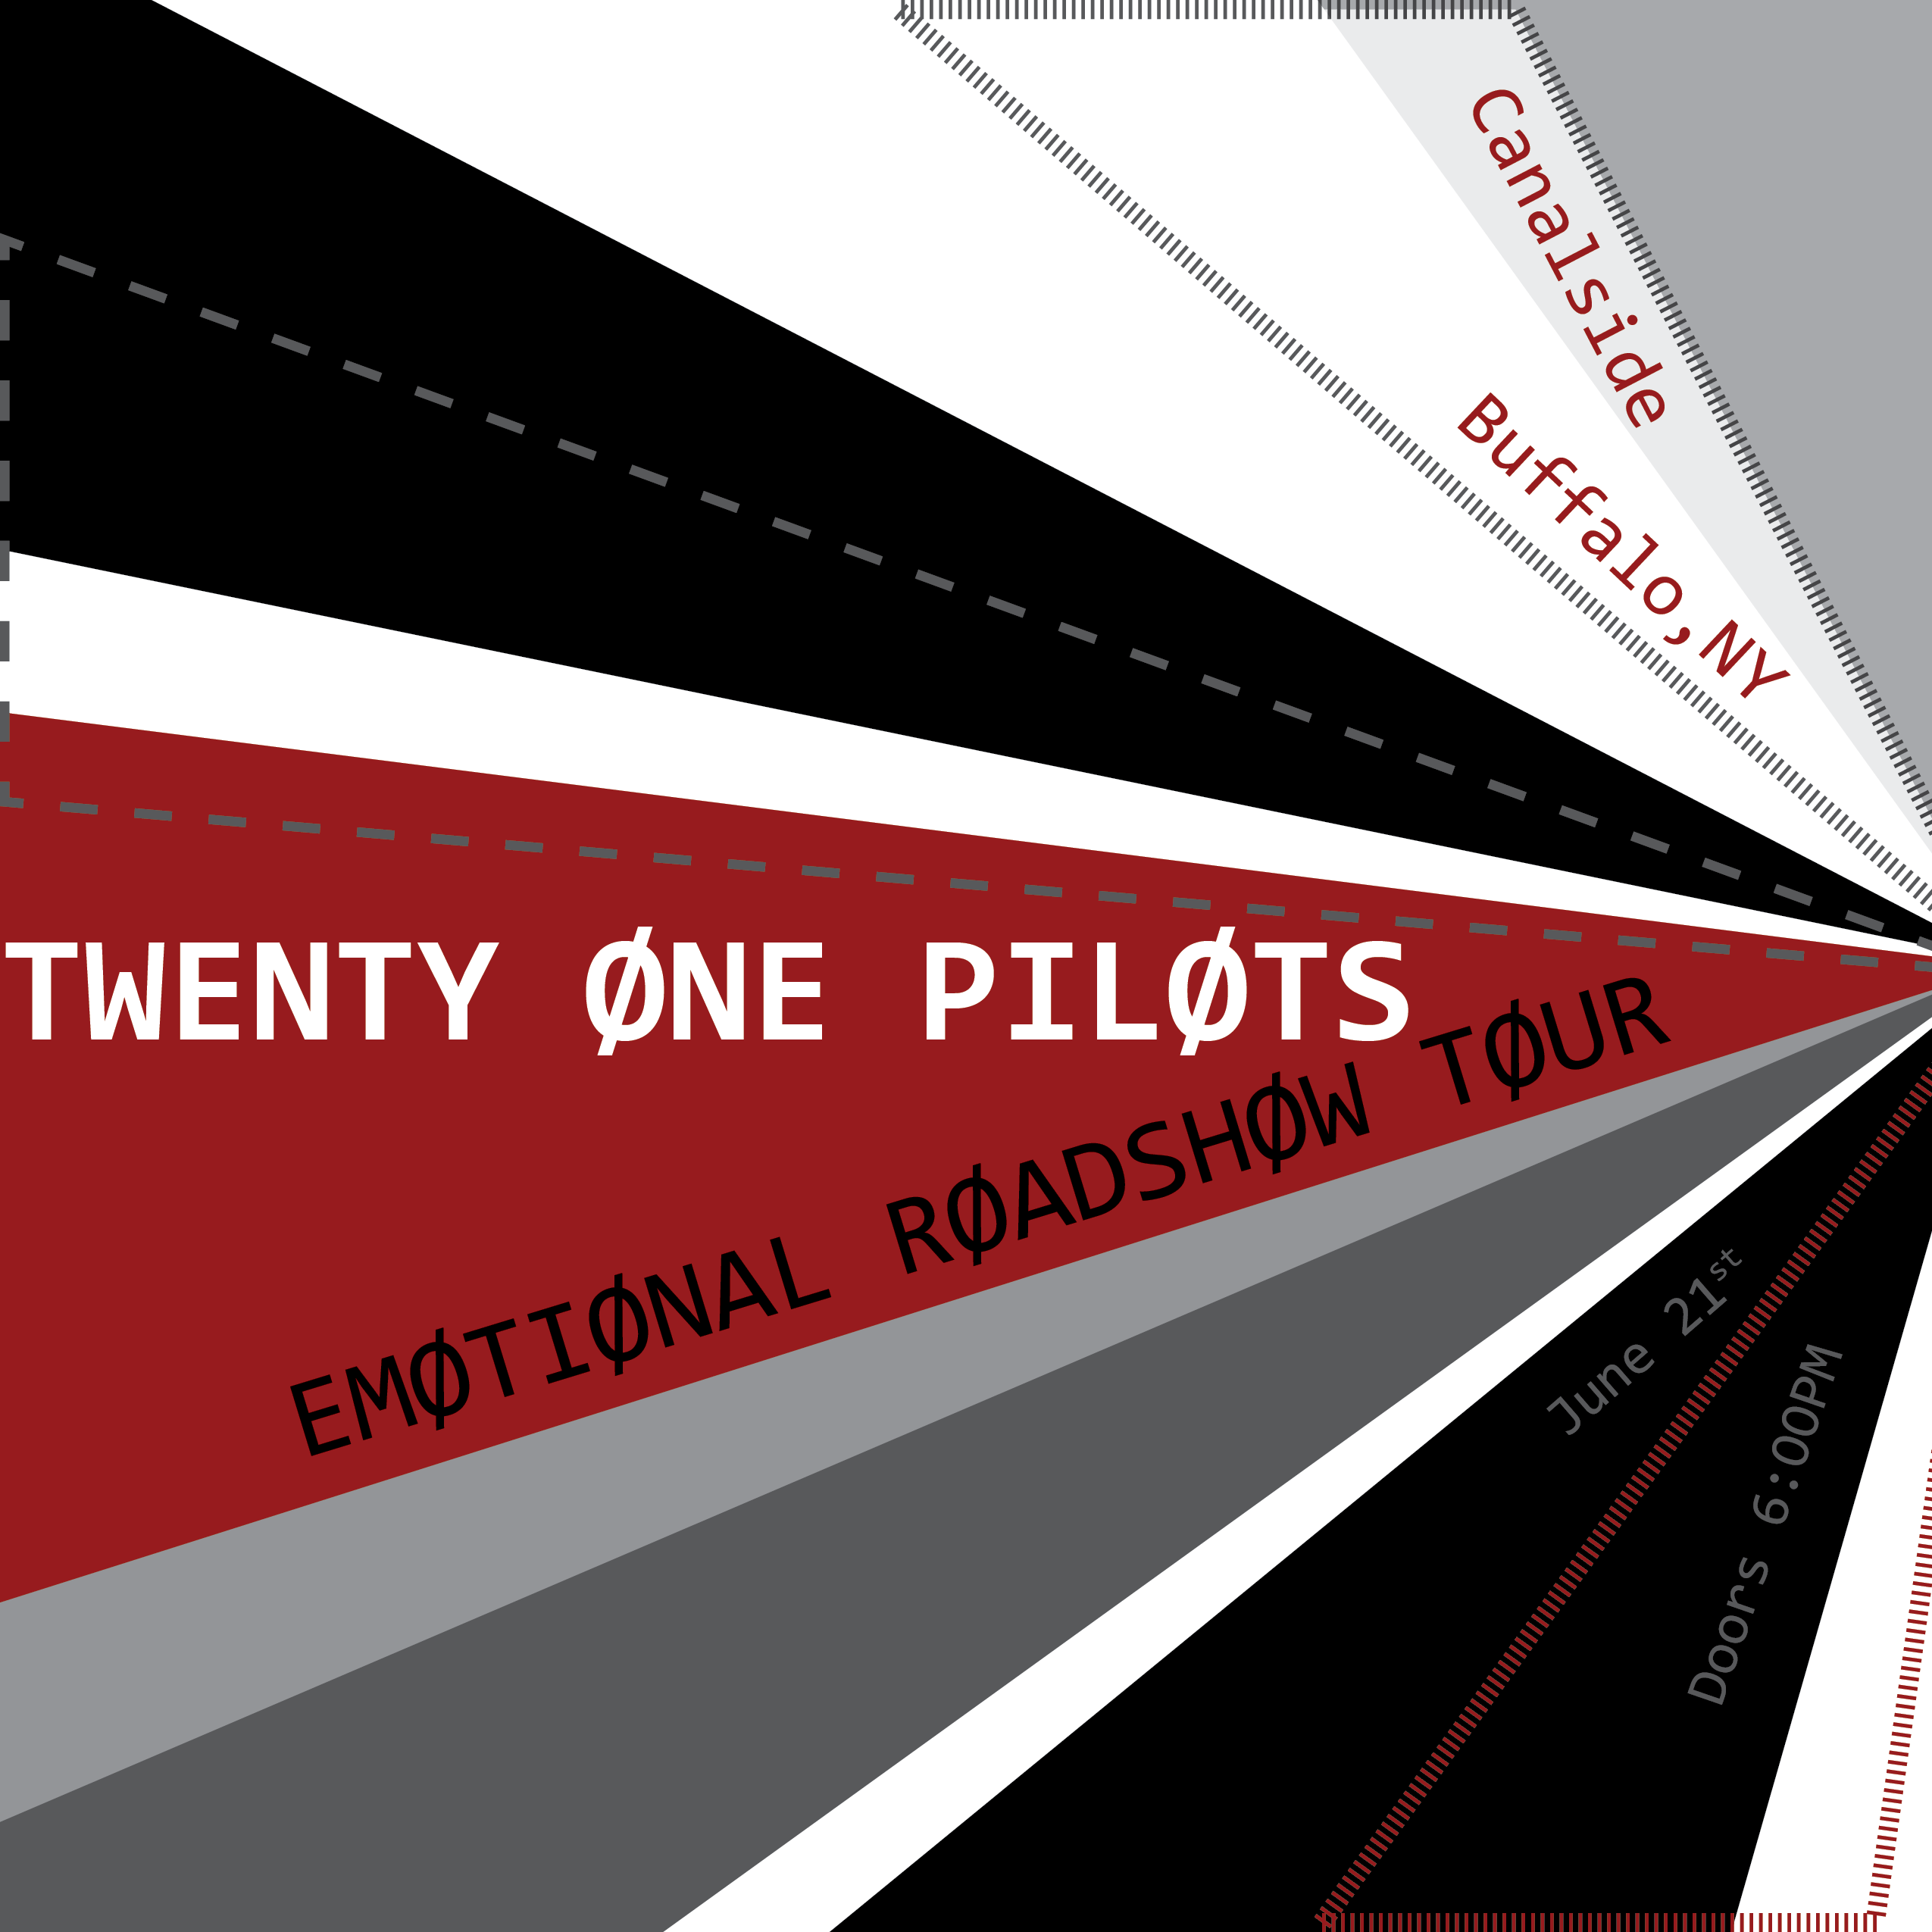 Canalside
Buffalo,NY
TWENTY ØNE PILØTS
EMØTIØNAL RØADSHØW TØUR
June 21st
Doors 6:00PM